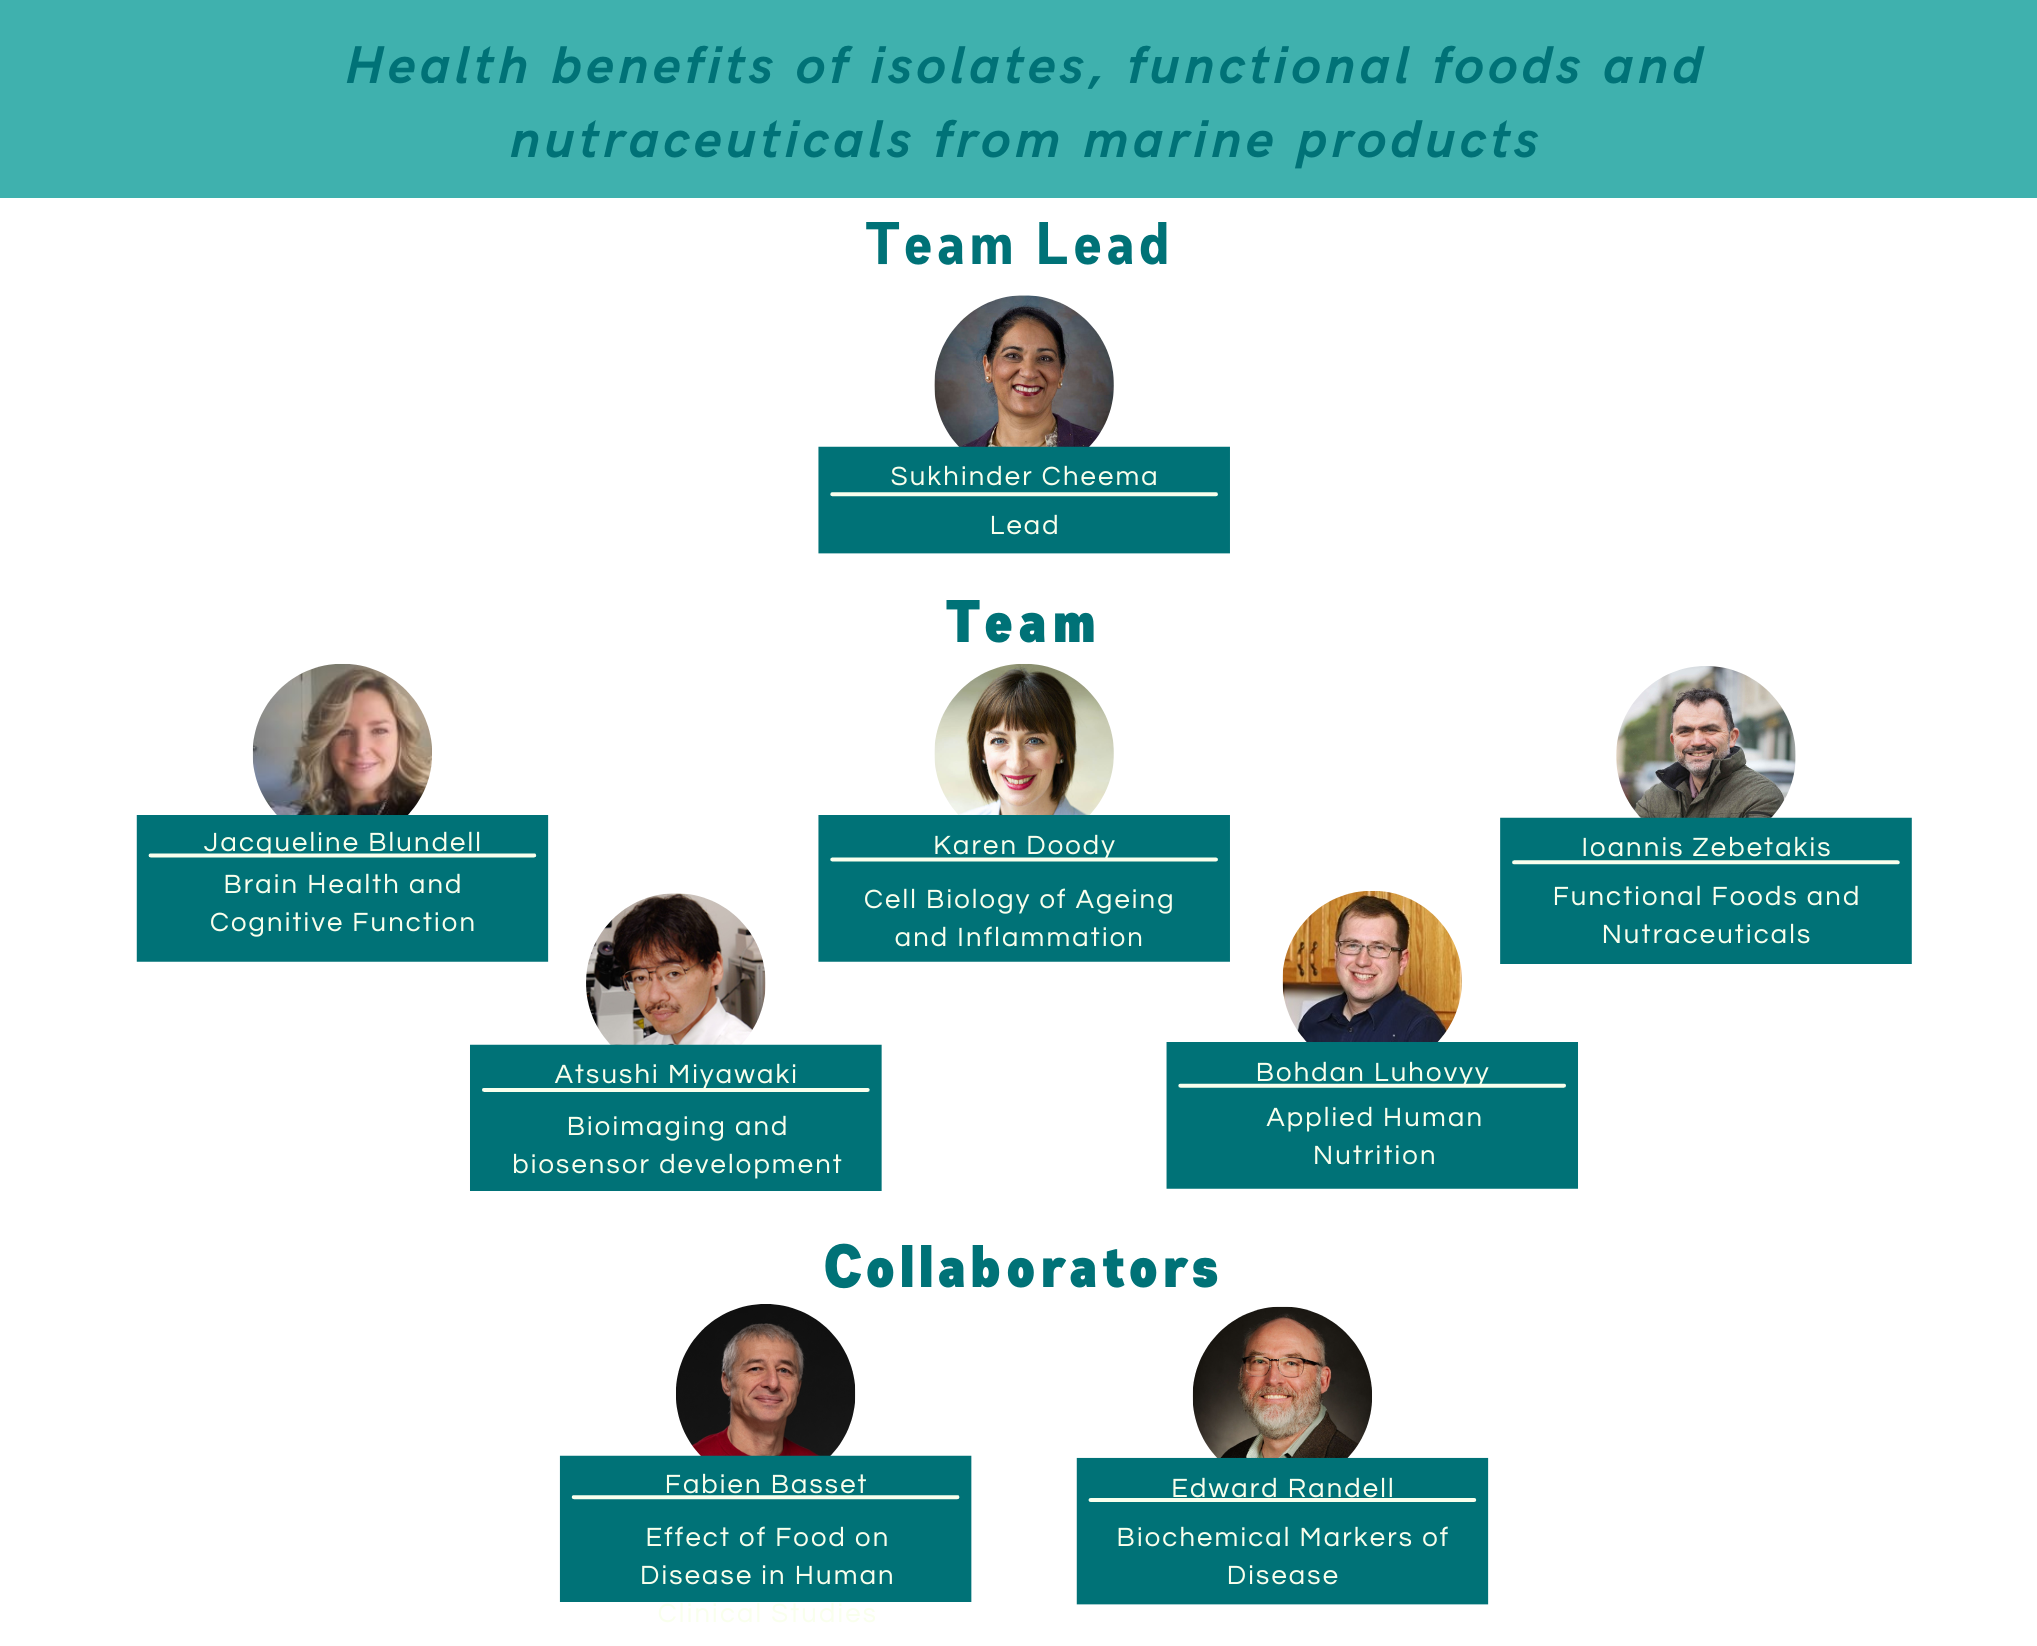 Health benefits of isolates, functional foods and
nutraceuticals from marine products
Team Lead
Sukhinder Cheema
Lead
Team
Jacqueline Blundell
Brain Health and
Cognitive Function
Karen Doody
Cell Biology of Ageing
and Inflammation
Ioannis Zebetakis
Functional Foods and
Nutraceuticals
Atsushi Miyawaki
Bioimaging and
biosensor development
Bohdan Luhovyy
Applied Human
Nutrition
Collaborators
Fabien Basset
Effect of Food on
Disease in Human
Clinical Studies
Edward Randell
Biochemical Markers of
Disease